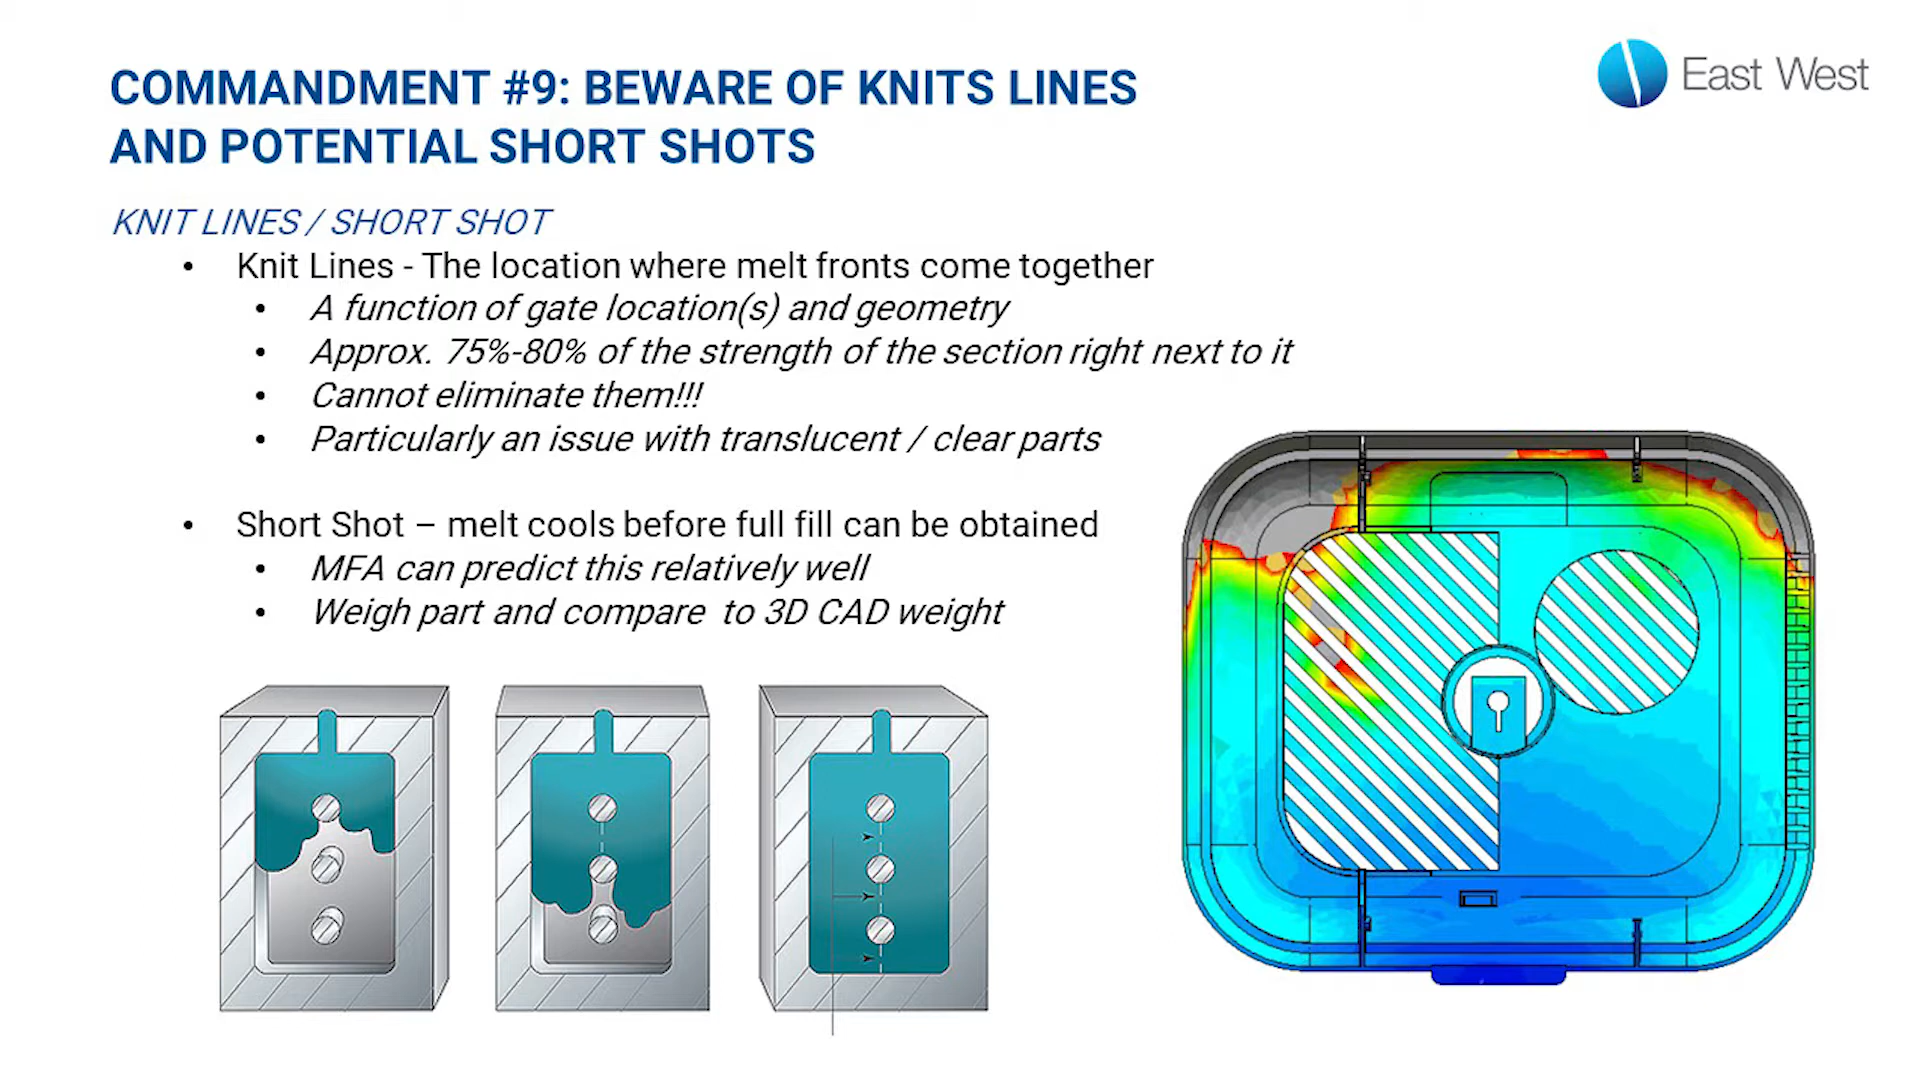 East West
COMMANDMENT #9: BEWARE OF KNITS LINES
AND POTENTIAL SHORT SHOTS
KNIT LINES / SHORT SHOT
• Knit Lines - The location where melt fronts come together
• A function of gate location(s) and geometry
• Approx. 75%-80% of the strength of the section right next to it
• Cannot eliminate them!!!
• Particularly an issue with translucent / clear parts
• Short Shot – melt cools before full fill can be obtained
• MFA can predict this relatively well
• Weigh part and compare  to 3D CAD weight